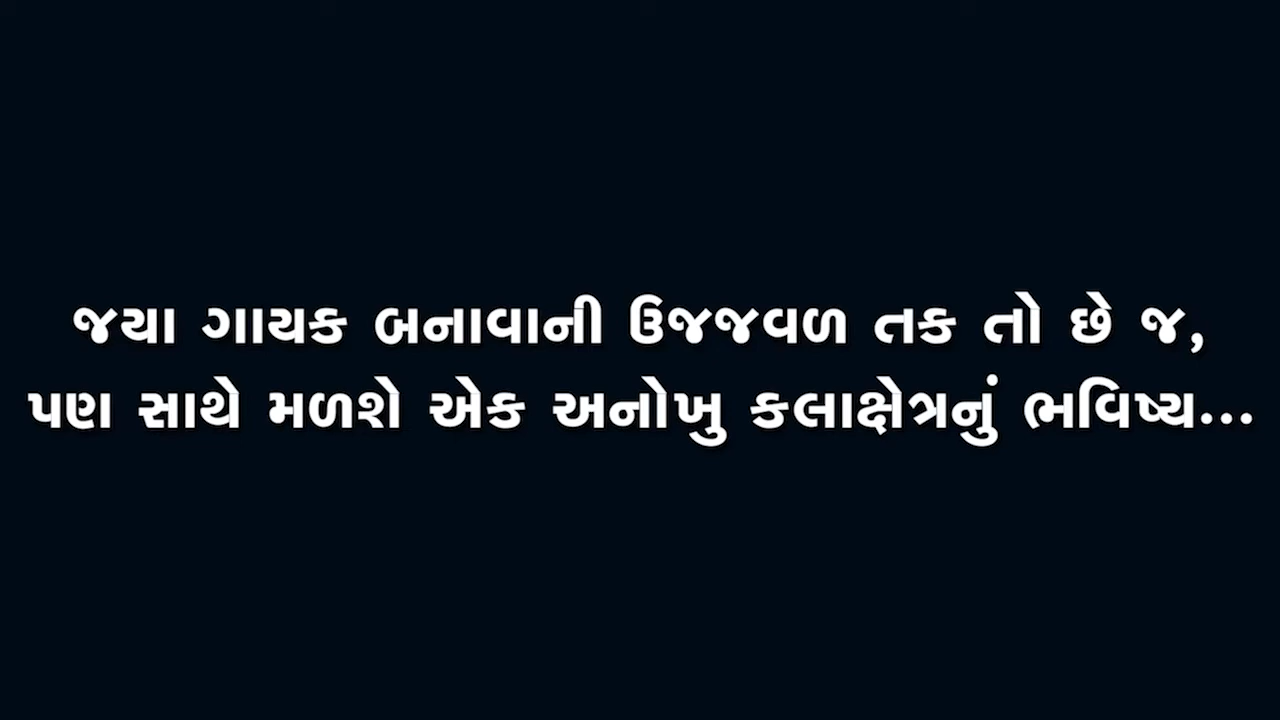 જયા ગાયક બનાવાની ઉજજવળ તક તો છે જ,
પણ સાથે મળશે એક અનોખુ કલાક્ષેત્રનું ભવિષ્ય...